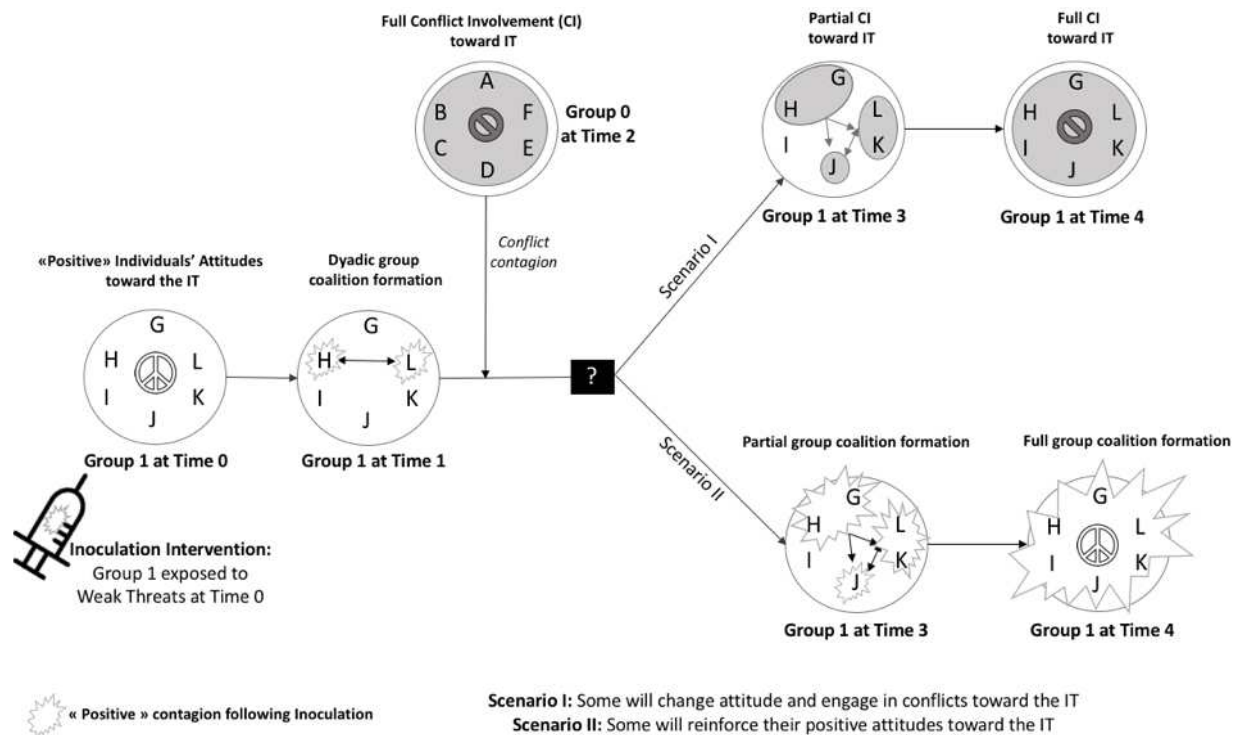 Full Conflict Involvement (CI)
toward IT
A
B
F
C
E
D
Group 0
at Time 2
Conflict
contagion
Partial CI
toward IT
G
H
L
I
K
J
Group 1 at Time 3
Full CI
toward IT
G
H
L
I
K
J
Group 1 at Time 4
«Positive» Individuals' Attitudes
toward the IT
G
H
L
I
K
J
Group 1 at Time 0
Dyadic group
coalition formation
G
H
L
I
K
J
Group 1 at Time 1
?
Scenario I
Scenario II
Partial group coalition formation
G
H
L
I
K
J
Group 1 at Time 3
Full group coalition formation
G
H
L
I
K
J
Group 1 at Time 4
Inoculation Intervention:
Group 1 exposed to
Weak Threats at Time 0
« Positive » contagion following Inoculation
Scenario I: Some will change attitude and engage in conflicts toward the IT
Scenario II: Some will reinforce their positive attitudes toward the IT